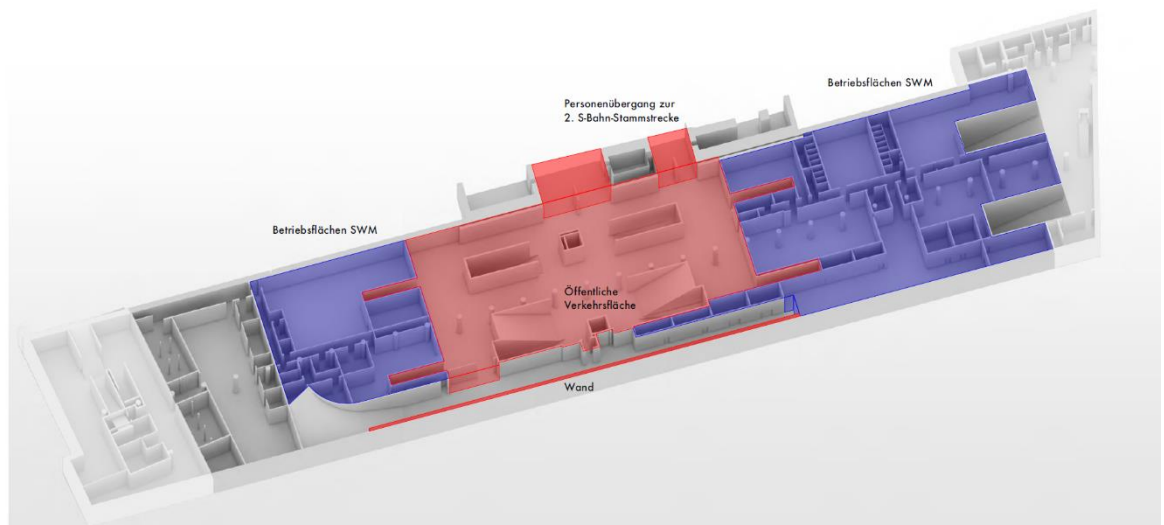 Betriebsflächen SWM
Personenübergang zur
2. S-Bahn-Stammstrecke
Betriebsflächen SWM
Öffentliche
Verkehrsfläche
Wand